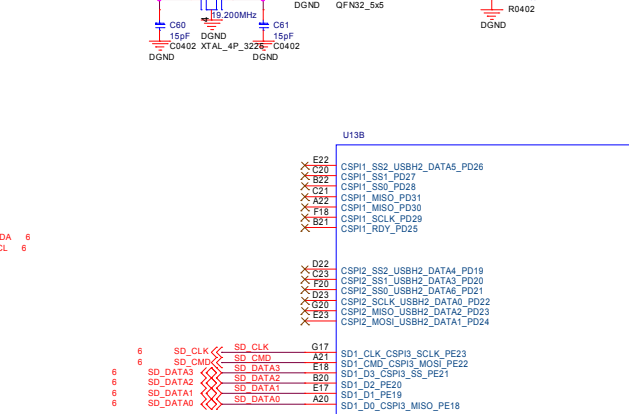 19.200MHz
DGND
QFN32_5x5
C60
15pF
C0402
DGND
4
DGND
XTAL_4P_3225
C61
15pF
C0402
DGND
R0402
DGND
U13B
E22 CSPI1_SS2_USBH2_DATA5_PD26
C20 CSPI1_SS1_PD27
B22 CSPI1_SS0_PD28
C21 CSPI1_MISO_PD31
A22 CSPI1_MISO_PD30
F18 CSPI1_SCLK_PD29
B21 CSPI1_RDY_PD25
DA 6
CL 6
D22 CSPI2_SS2_USBH2_DATA4_PD19
C23 CSPI2_SS1_USBH2_DATA3_PD20
F20 CSPI2_SS0_USBH2_DATA6_PD21
D23 CSPI2_SCLK_USBH2_DATA0_PD22
G20 CSPI2_MISO_USBH2_DATA2_PD23
E23 CSPI2_MOSI_USBH2_DATA1_PD24
6 SD_CLK SD_CLK G17 SD1_CLK_CSPI3_SCLK_PE23
6 SD_CMD SD_CMD A21 SD1_CMD_CSPI3_MOSI_PE22
6 SD_DATA3 SD_DATA3 E18 SD1_D3_CSPI3_SS_PE21
6 SD_DATA2 SD_DATA2 B20 SD1_D2_PE20
6 SD_DATA1 SD_DATA1 E17 SD1_D1_PE19
6 SD_DATA0 SD_DATA0 A20 SD1_D0_CSPI3_MISO_PE18